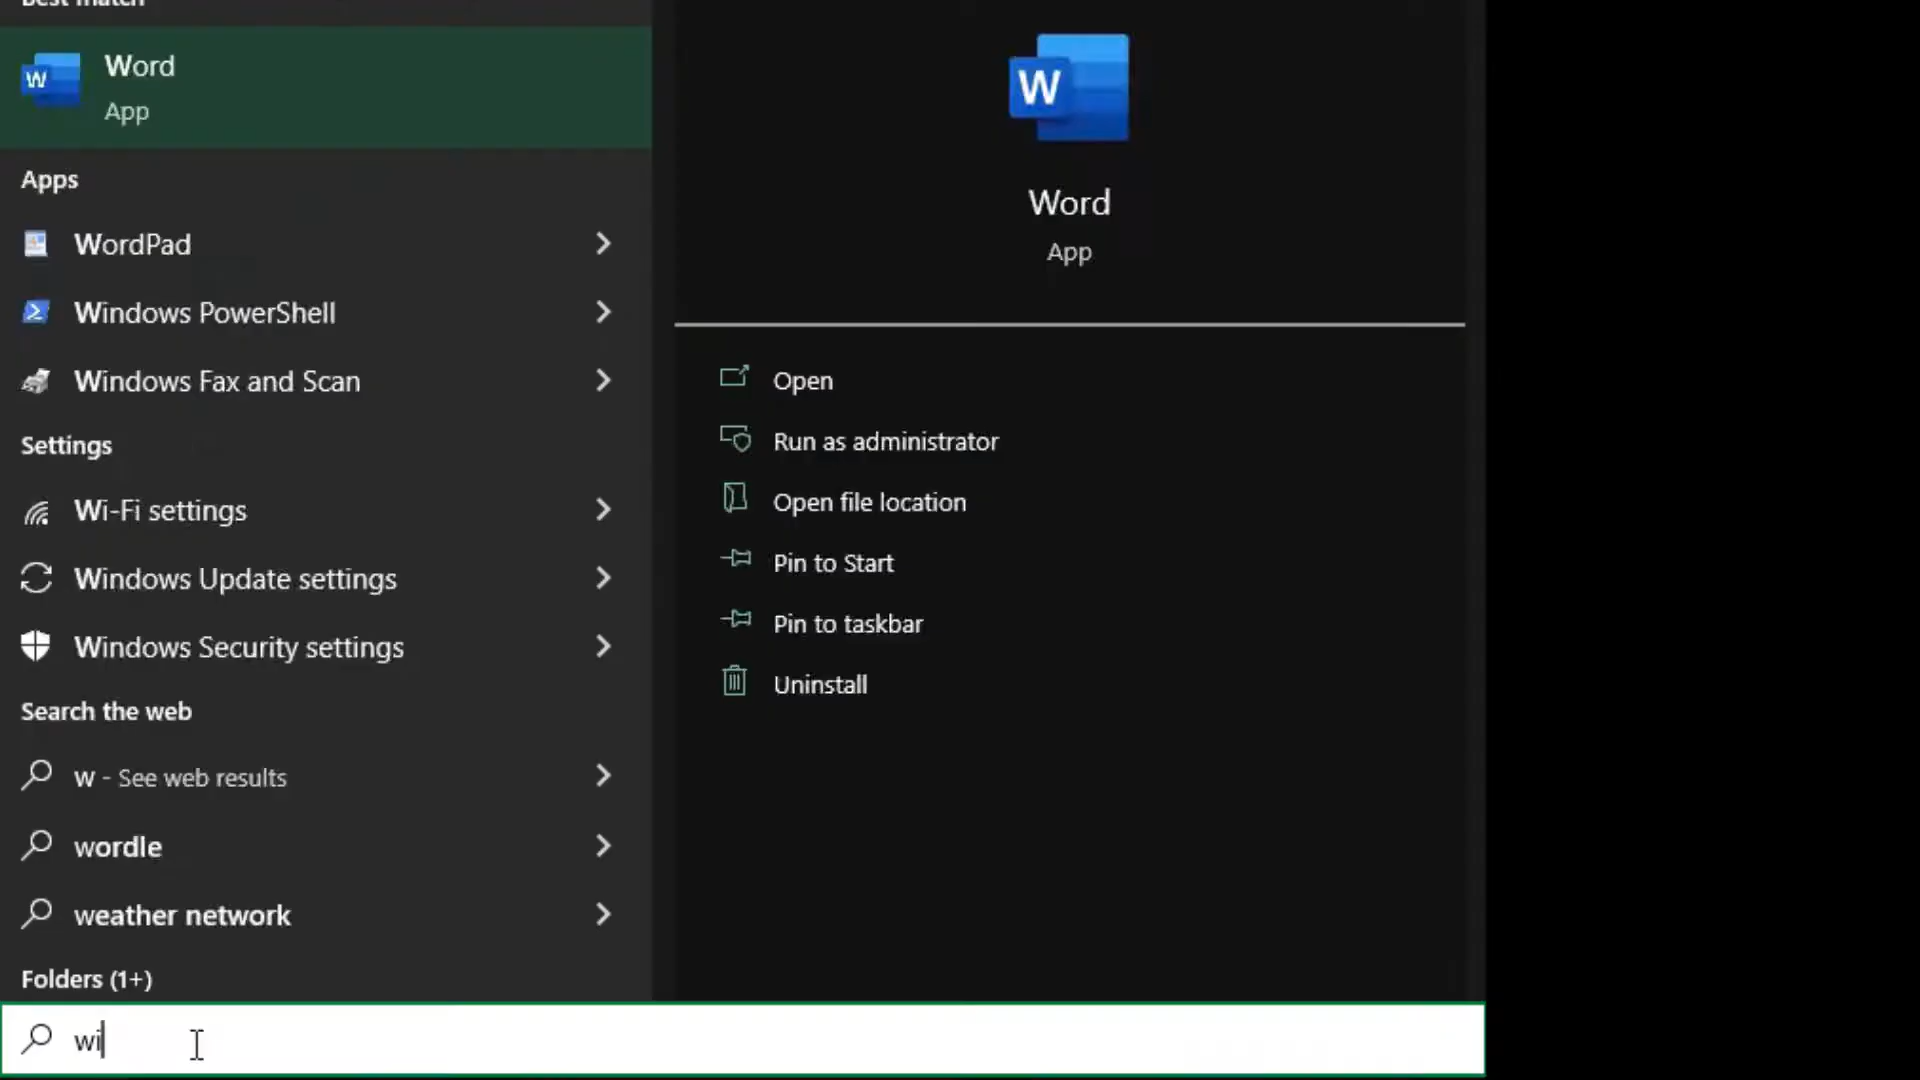 Best match
Word
App
Apps
WordPad
Windows PowerShell
Windows Fax and Scan
Settings
Wi-Fi settings
Windows Update settings
Windows Security settings
Search the web
w - See web results
wordle
weather network
Folders (1+)
wi
W
Word
App
Open
Run as administrator
Open file location
Pin to Start
Pin to taskbar
Uninstall